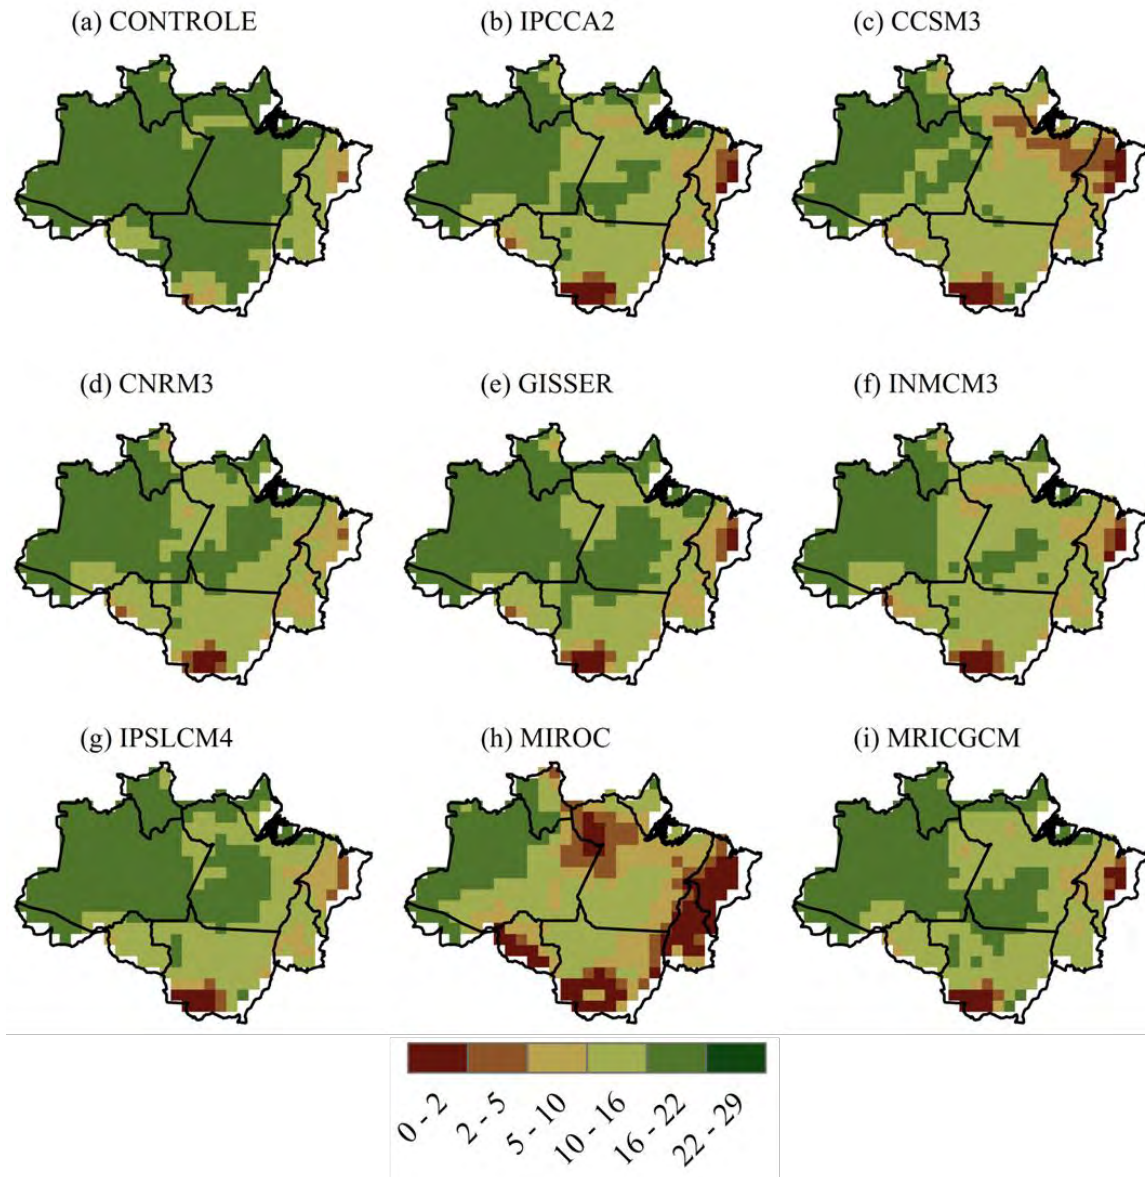 (a) CONTROLE
(b) IPCCA2
(c) CCSM3
(d) CNRM3
(e) GISSER
(f) INMCM3
(g) IPSLCM4
(h) MIROC
(i) MRICGCM
0 - 2
2 - 5
5 - 10
10 - 16
16 - 22
22 - 29